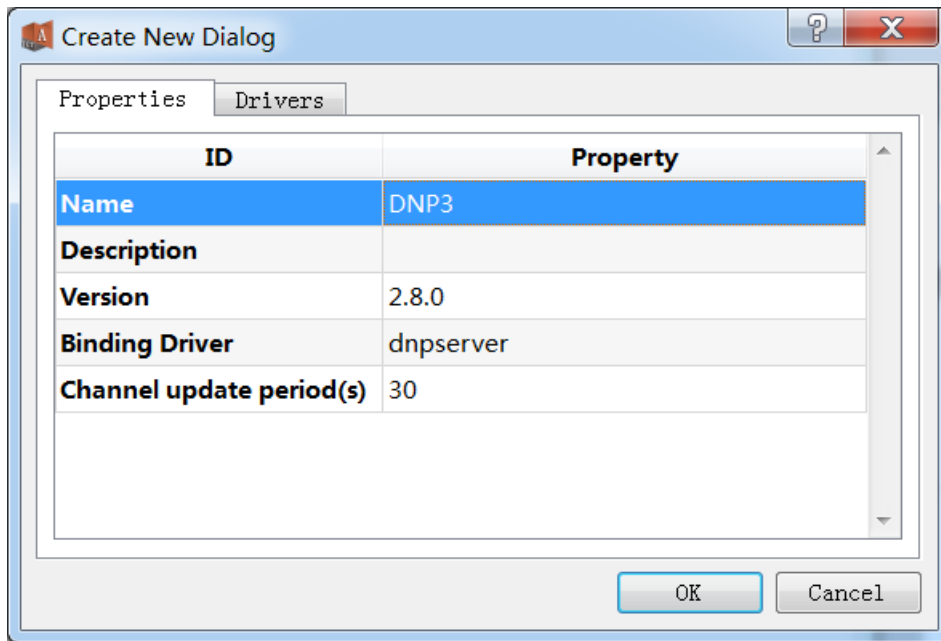 Create New Dialog
Properties Drivers
ID Property
Name DNP3
Description
Version 2.8.0
Binding Driver dnpserver
Channel update period(s) 30
OK Cancel